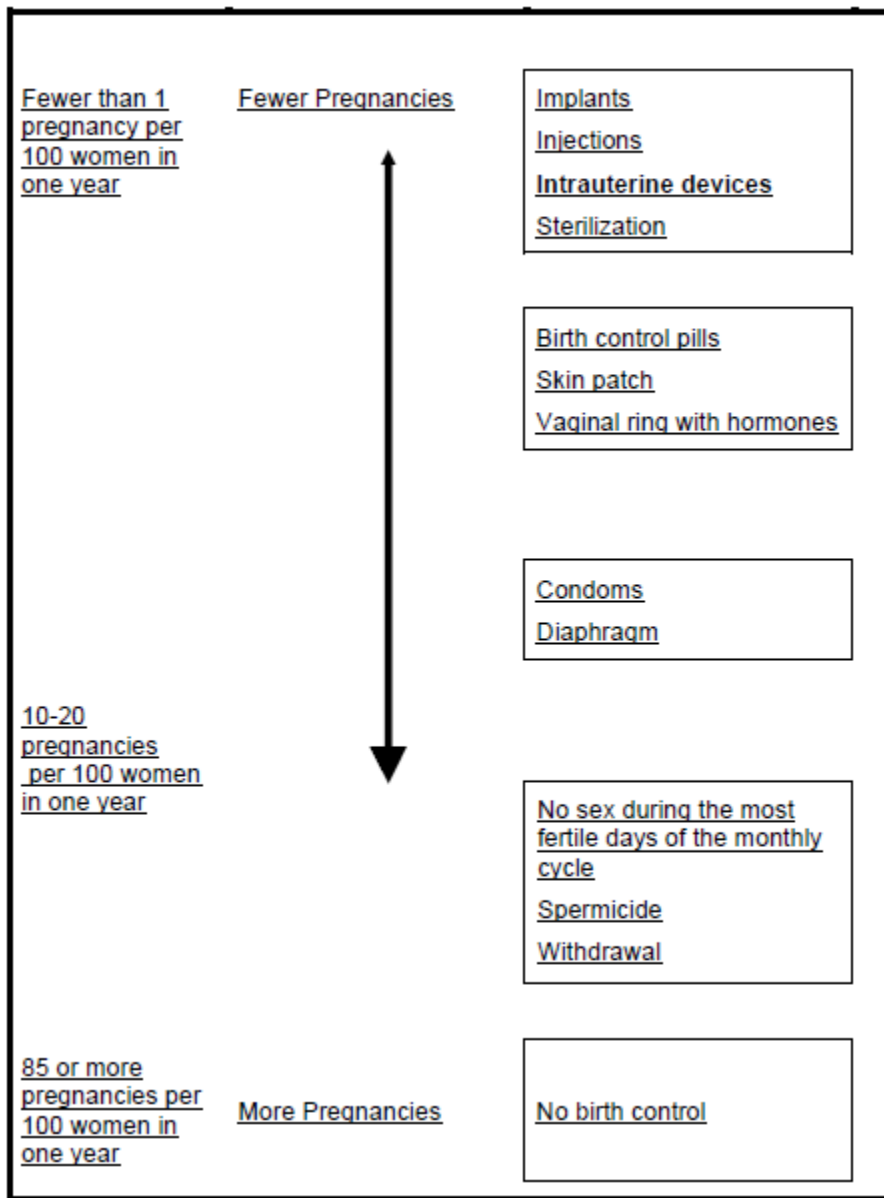 Fewer than 1
pregnancy per
100 women in
one year
Fewer Pregnancies
Implants
Injections
Intrauterine devices
Sterilization
Birth control pills
Skin patch
Vaginal ring with hormones
Condoms
Diaphragm
10-20
pregnancies
per 100 women
in one year
No sex during the most
fertile days of the monthly
cycle
Spermicide
Withdrawal
85 or more
pregnancies per
100 women in
one year
More Pregnancies
No birth control